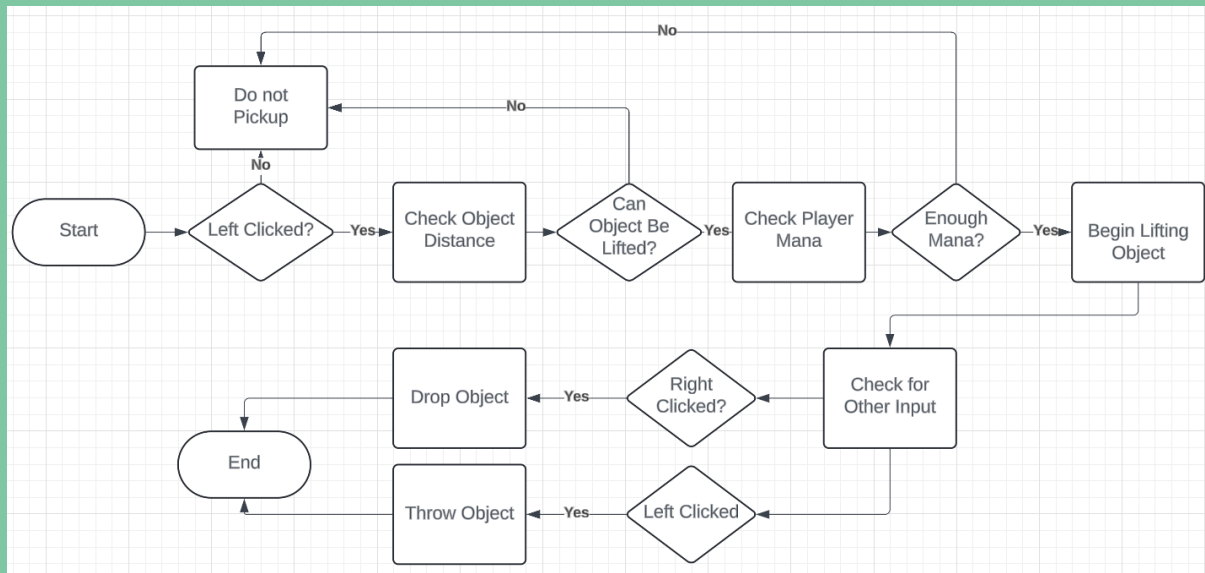 No
Do not
Pickup
No
No
Start
Left Clicked?
Yes
Check Object
Distance
Can
Object Be
Lifted?
Yes
Check Player
Mana
Enough
Mana?
Yes
Begin Lifting
Object
Drop Object
Yes
Right
Clicked?
Check for
Other Input
End
Throw Object
Yes
Left Clicked